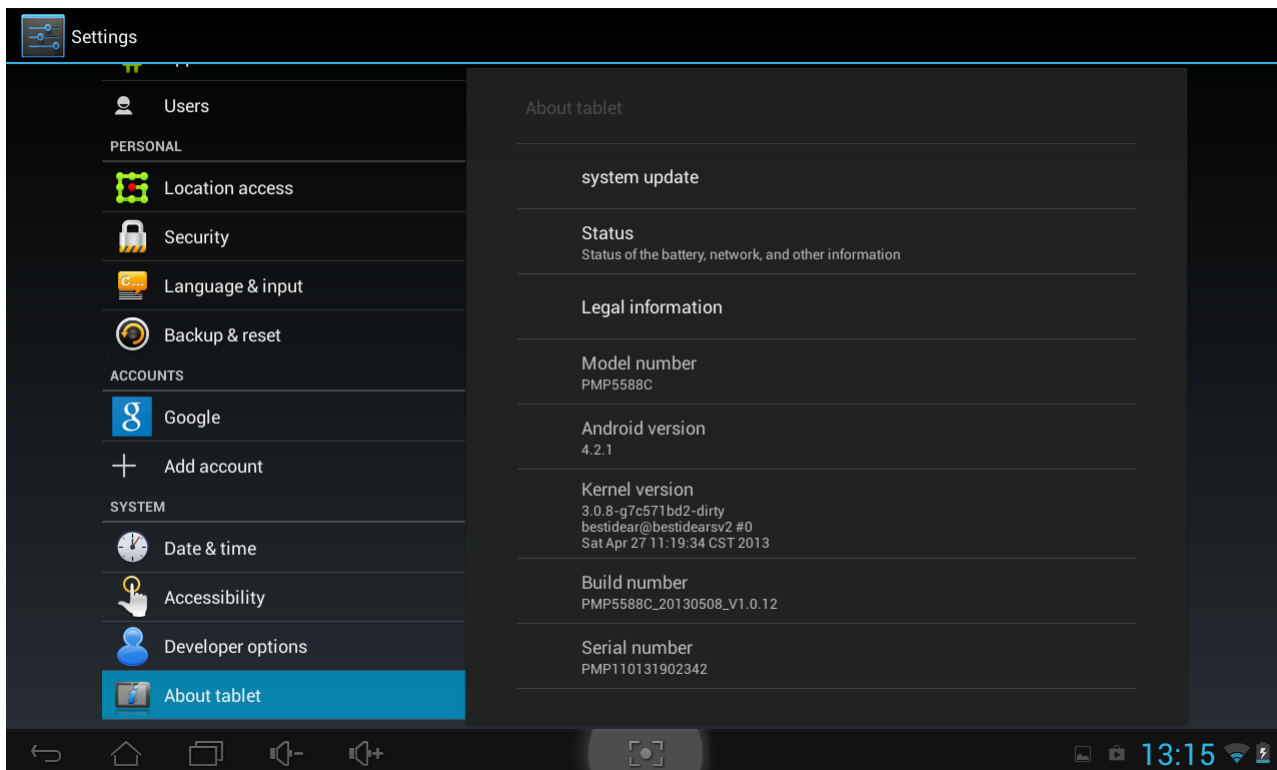 Settings
Users
PERSONAL
Location access
Security
Language & input
Backup & reset
ACCOUNTS
Google
Add account
SYSTEM
Date & time
Accessibility
Developer options
About tablet
About tablet
system update
Status
Status of the battery, network, and other information
Legal information
Model number
PMP5588C
Android version
4.2.1
Kernel version
3.0.8-g7c571bd2-dirty
bestidear@bestidearsv2 #0
Sat Apr 27 11:19:34 CST 2013
Build number
PMP5588C_20130508_V1.0.12
Serial number
PMP110131902342
13:15